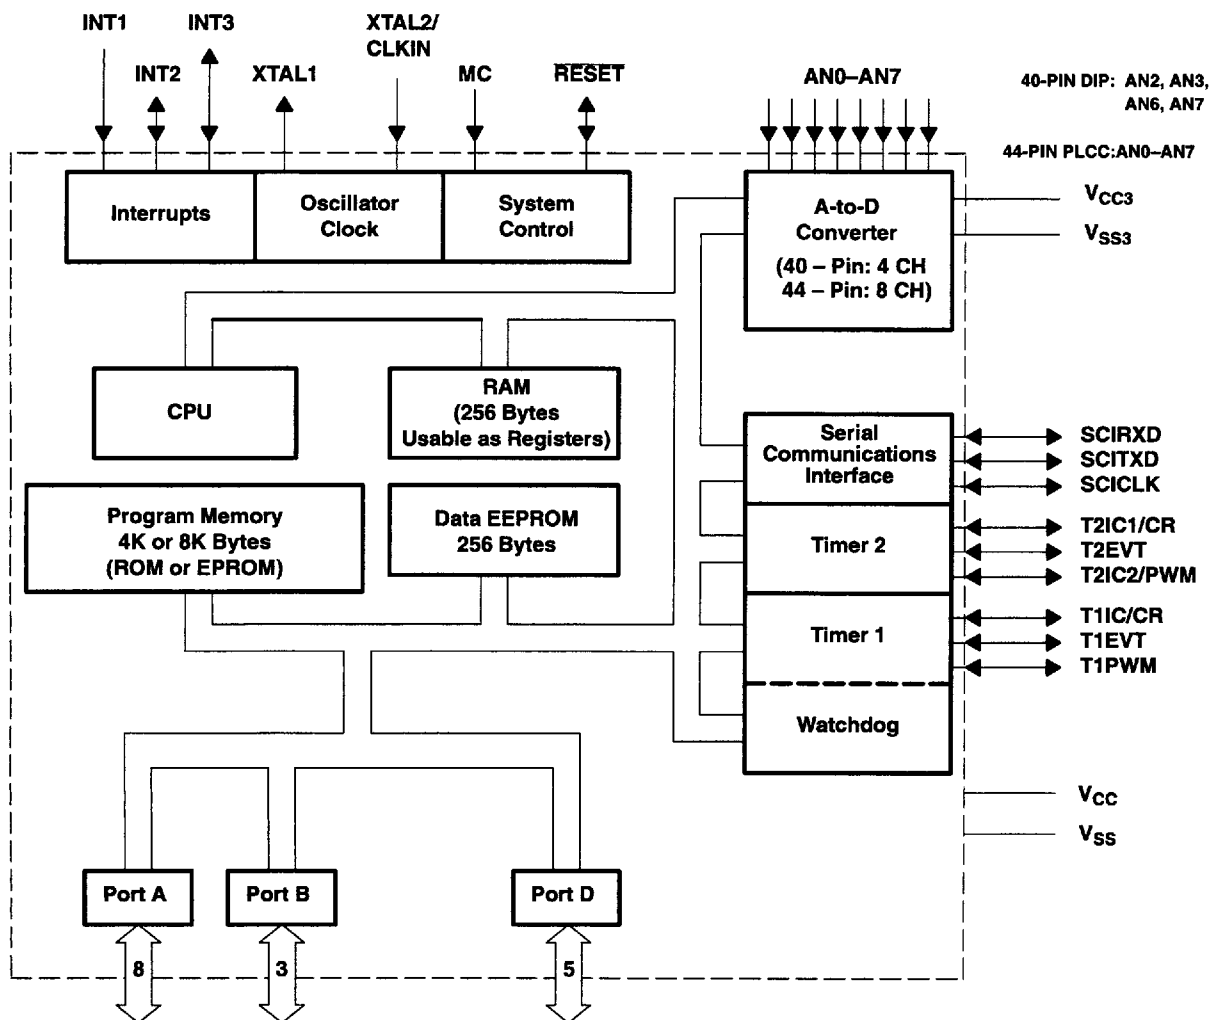 INT1
INT3
XTAL2/
CLKIN
INT2
XTAL1
MC
RESET
AN0–AN7
40-PIN DIP: AN2, AN3,
AN6, AN7
44-PIN PLCC:AN0–AN7
Interrupts
Oscillator
Clock
System
Control
A-to-D
Converter
(40 – Pin: 4 CH
44 – Pin: 8 CH)
VCC3
VSS3
CPU
RAM
(256 Bytes
Usable as Registers)
Serial
Communications
Interface
SCIRXD
SCITXD
SCICLK
Program Memory
4K or 8K Bytes
(ROM or EPROM)
Data EEPROM
256 Bytes
Timer 2
T2IC1/CR
T2EVT
T2IC2/PWM
Timer 1
T1IC/CR
T1EVT
T1PWM
Watchdog
VCC
VSS
Port A
Port B
Port D
8
3
5